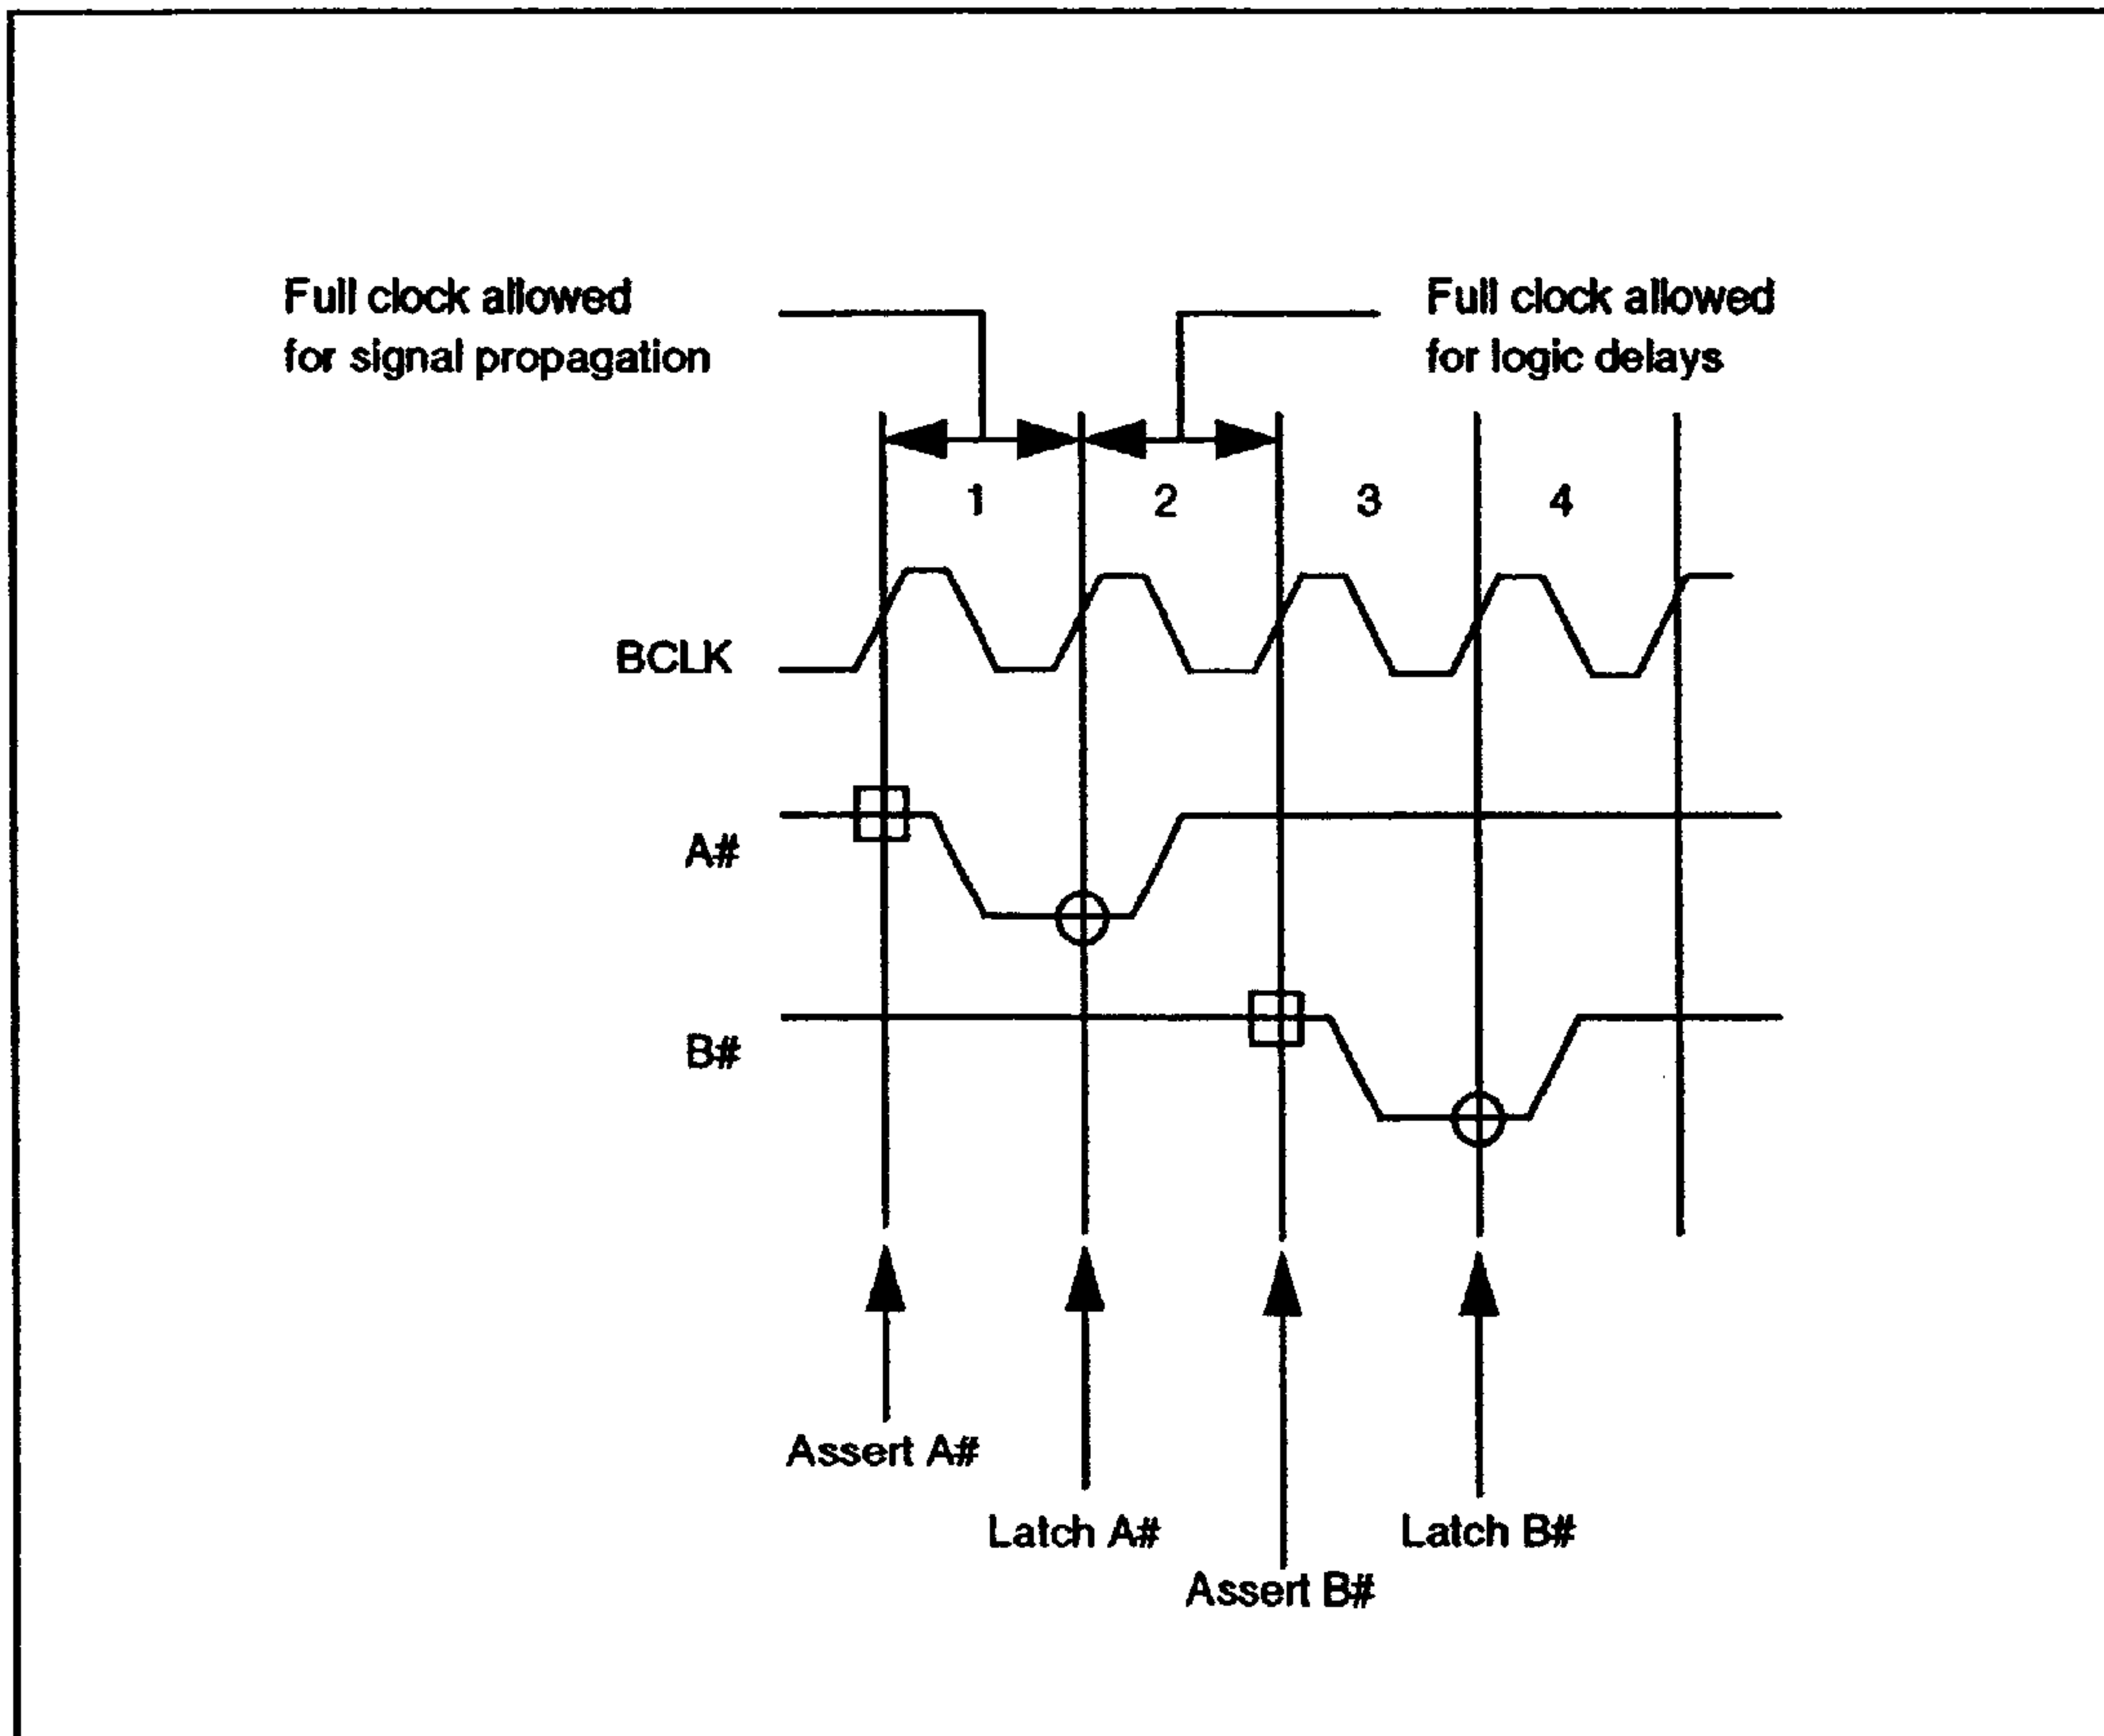 Full clock allowed
for signal propagation
Full clock allowed
for logic delays
1 2 3 4
BCLK
A#
B#
Assert A#
Latch A#
Latch B#
Assert B#